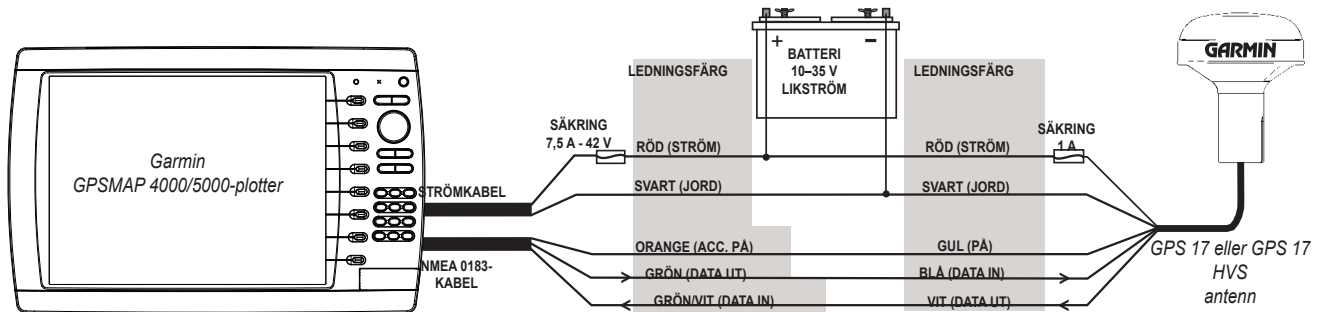 Garmin
GPSMAP 4000/5000-plotter
STRÖMKABEL
NMEA 0183-
KABEL
SÄKRING
7,5 A - 42 V
LEDNINGSFÄRG
RÖD (STRÖM)
SVART (JORD)
ORANGE (ACC. PÅ)
GRÖN (DATA UT)
GRÖN/VIT (DATA IN)
+ –
BATTERI
10–35 V
LIKSTRÖM
LEDNINGSFÄRG
RÖD (STRÖM)
SVART (JORD)
GUL (PÅ)
BLÅ (DATA IN)
VIT (DATA UT)
SÄKRING
1 A
GARMIN
GPS 17 eller GPS 17
HVS
antenn